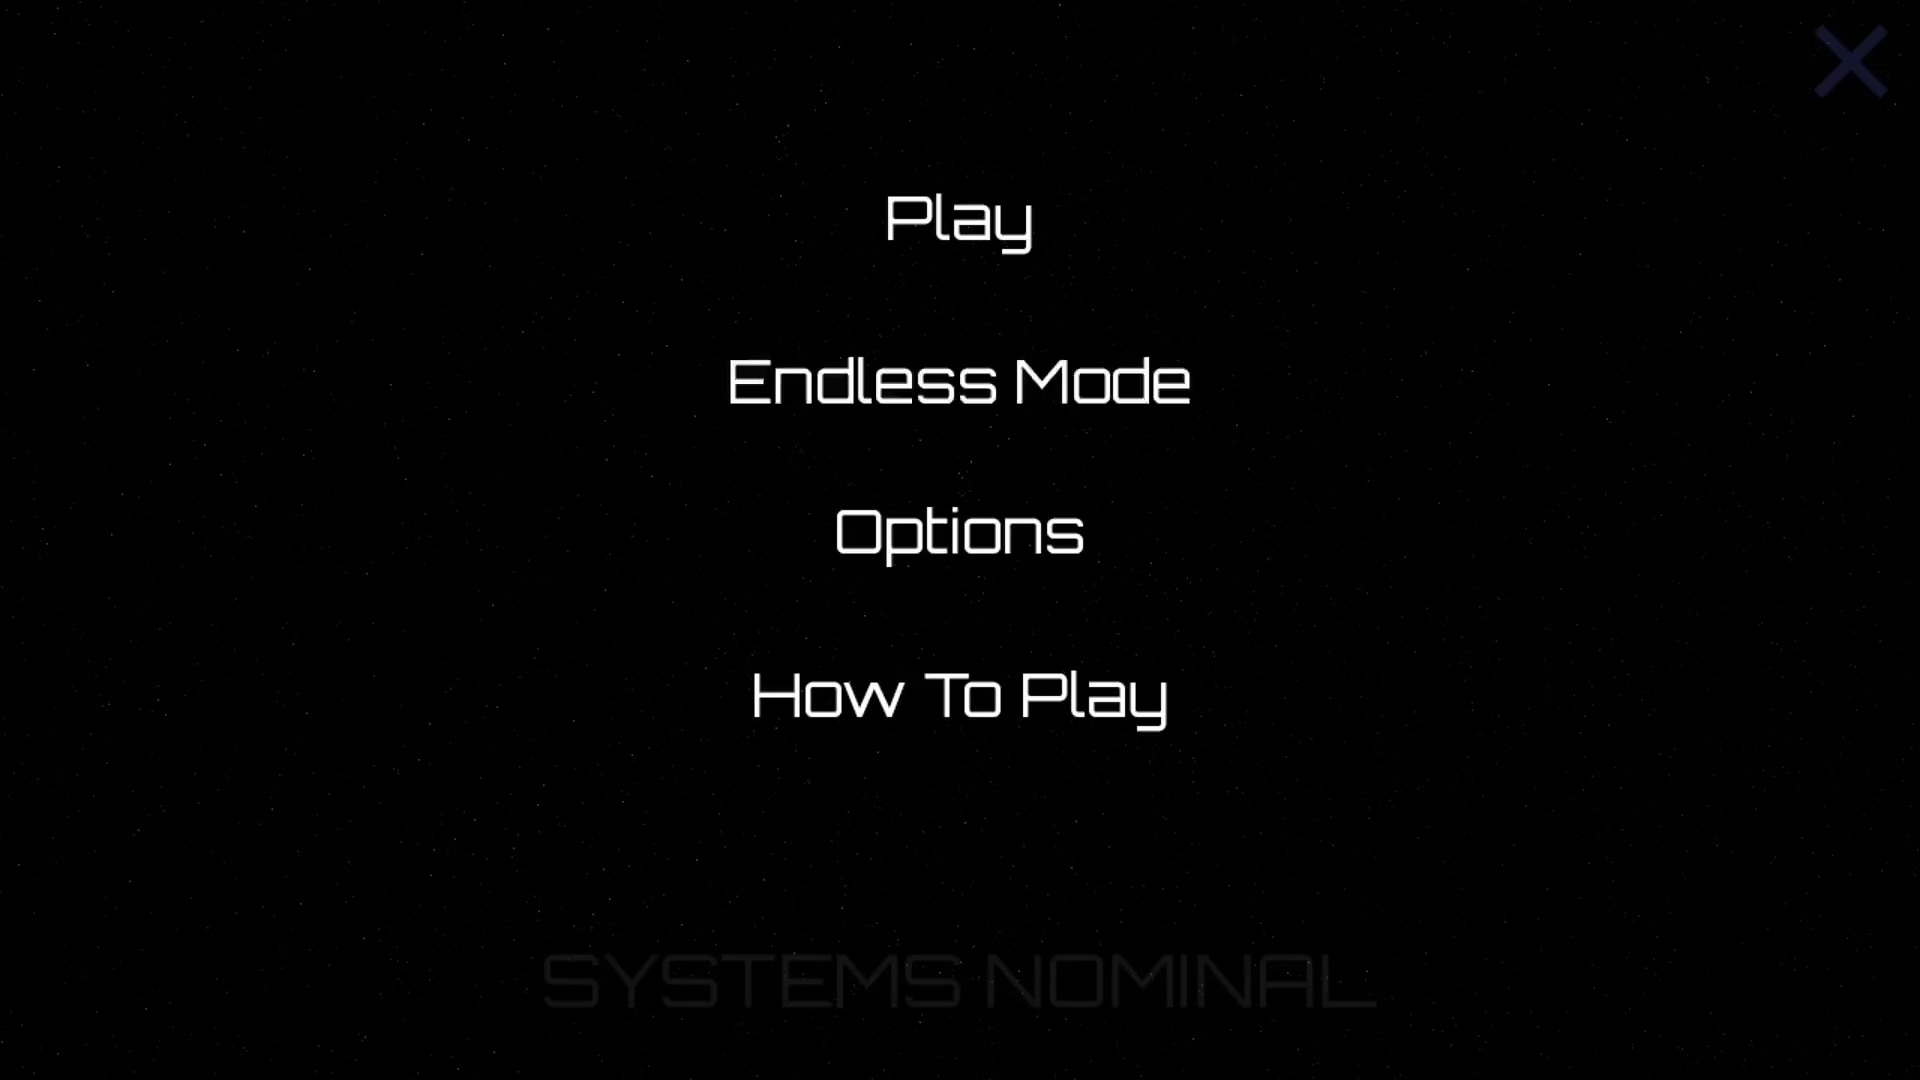 Play
Endless Mode
Options
How To Play
SYSTEMS NOMINAL